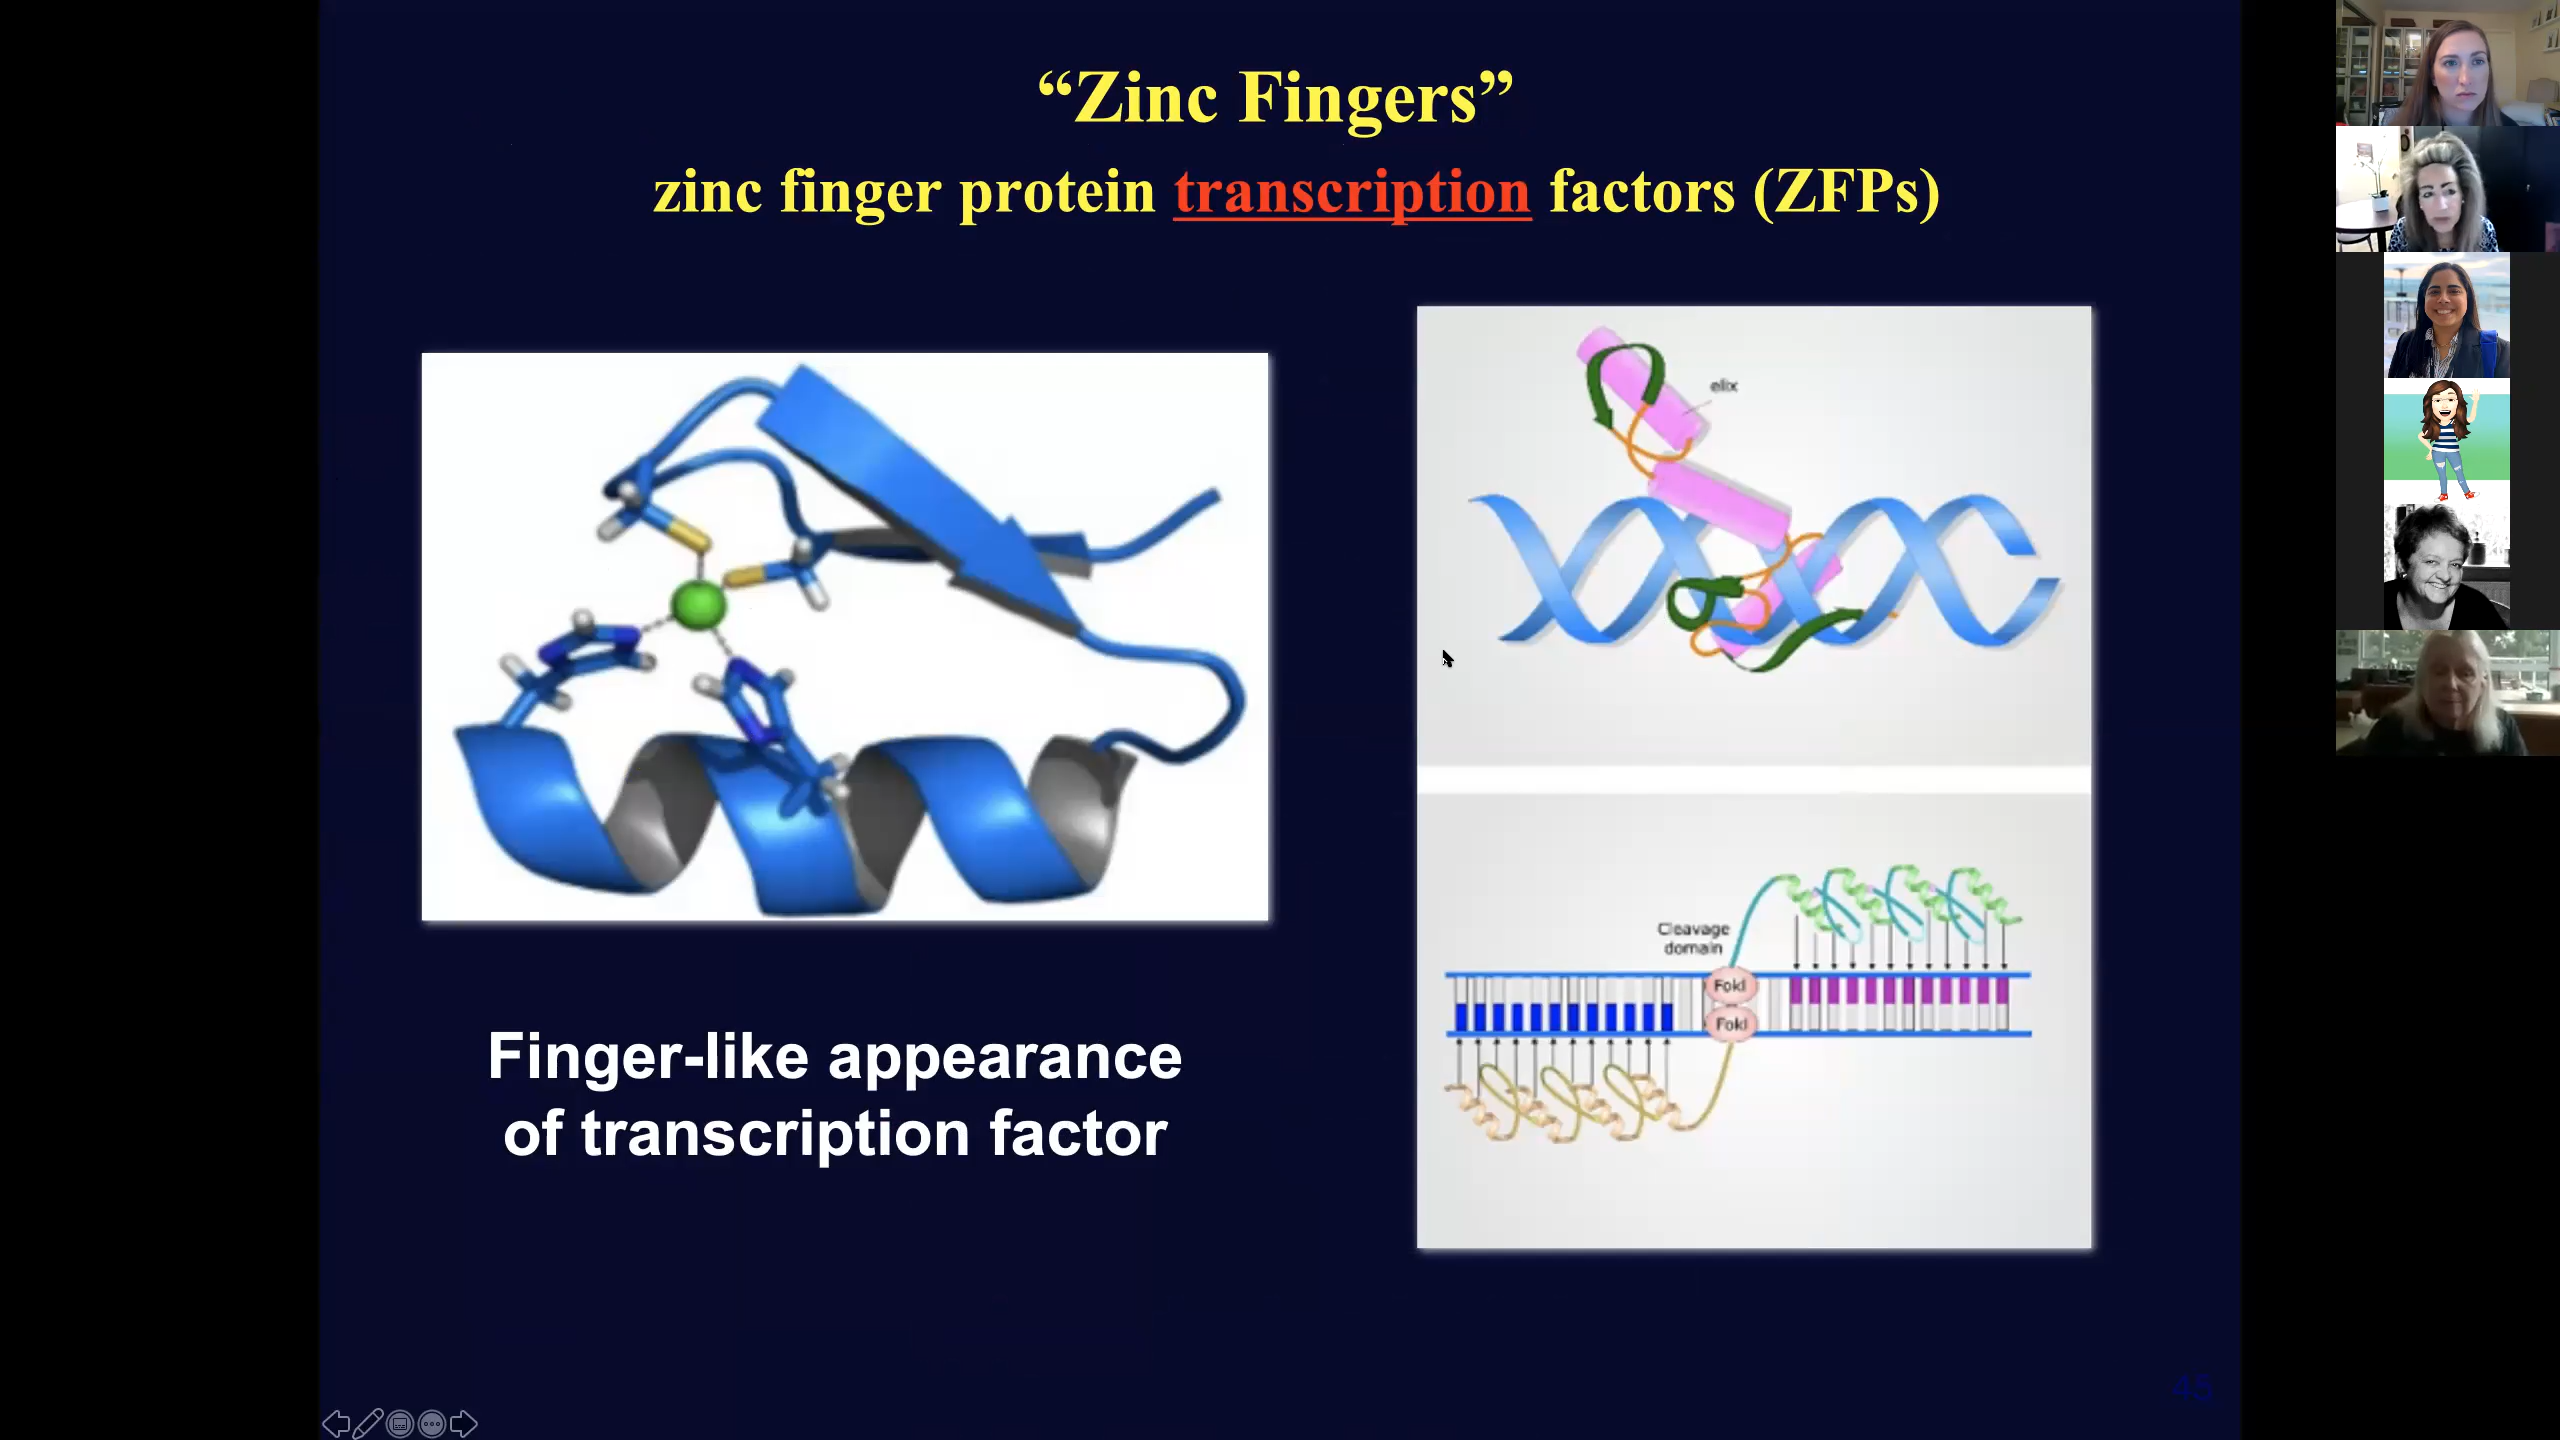 “Zinc Fingers”
zinc finger protein transcription factors (ZFPs)
elix
Cleavage
domain
FokI
FokI
Finger-like appearance
of transcription factor
45